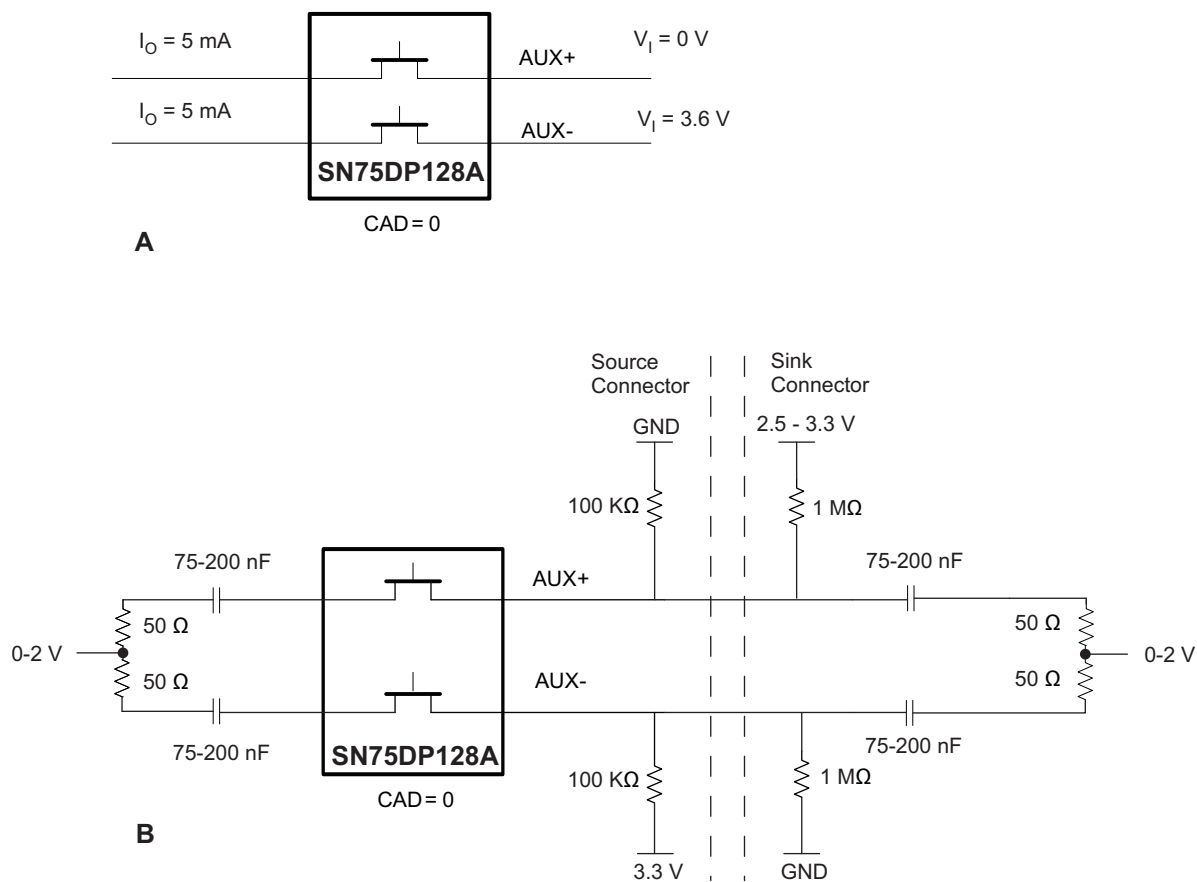 I_O = 5 mA
AUX+
V_I = 0 V
I_O = 5 mA
AUX-
V_I = 3.6 V
SN75DP128A
CAD = 0
A
Source
Connector
Sink
Connector
GND
2.5 - 3.3 V
100 KΩ
1 MΩ
75-200 nF
AUX+
75-200 nF
50 Ω
50 Ω
0-2 V
0-2 V
50 Ω
50 Ω
AUX-
75-200 nF
75-200 nF
SN75DP128A
100 KΩ
1 MΩ
CAD = 0
B
3.3 V
GND